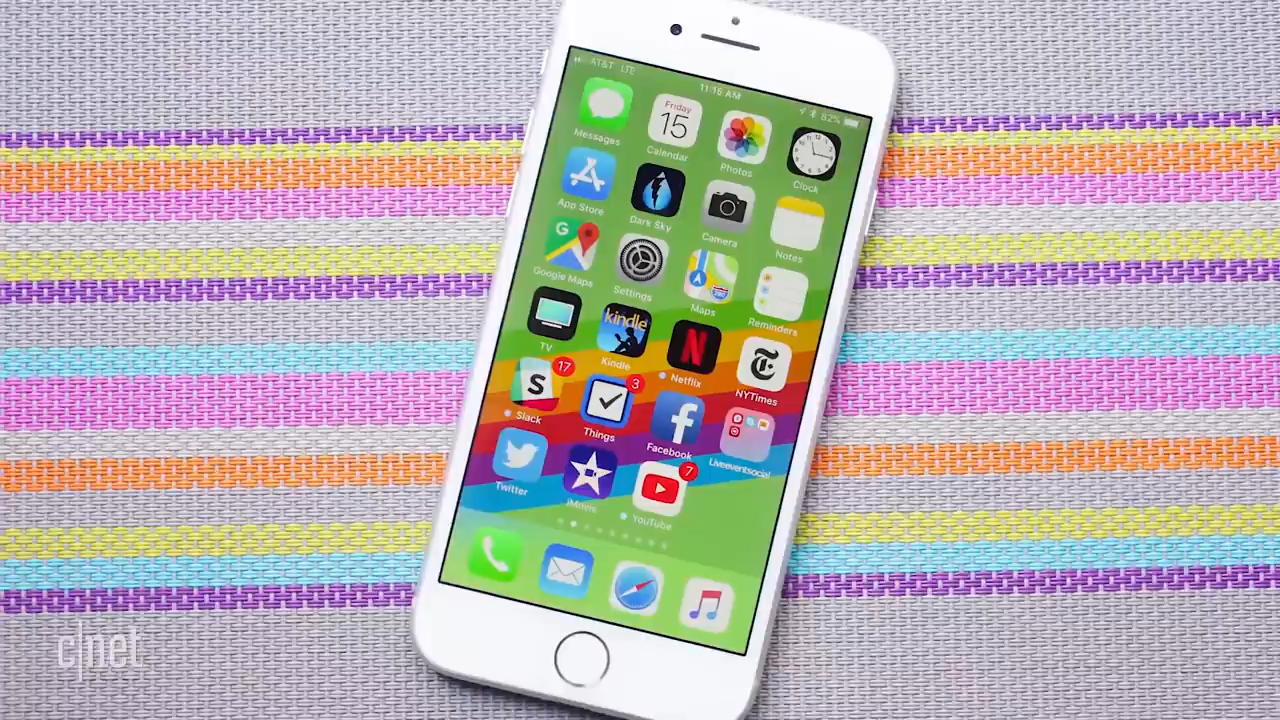 AT&T LTE
11:15 AM
82%
Messages
Friday
15
Calendar
Photos
Clock
App Store
Dark Sky
Camera
Notes
G
Google Maps
Settings
280
Maps
Reminders
TV
kindle
Kindle
N
Netflix
T
NYTimes
S
17
Slack
3
Things
f
Facebook
Liveeventsocial
Twitter
iMovie
7
YouTube
c|net